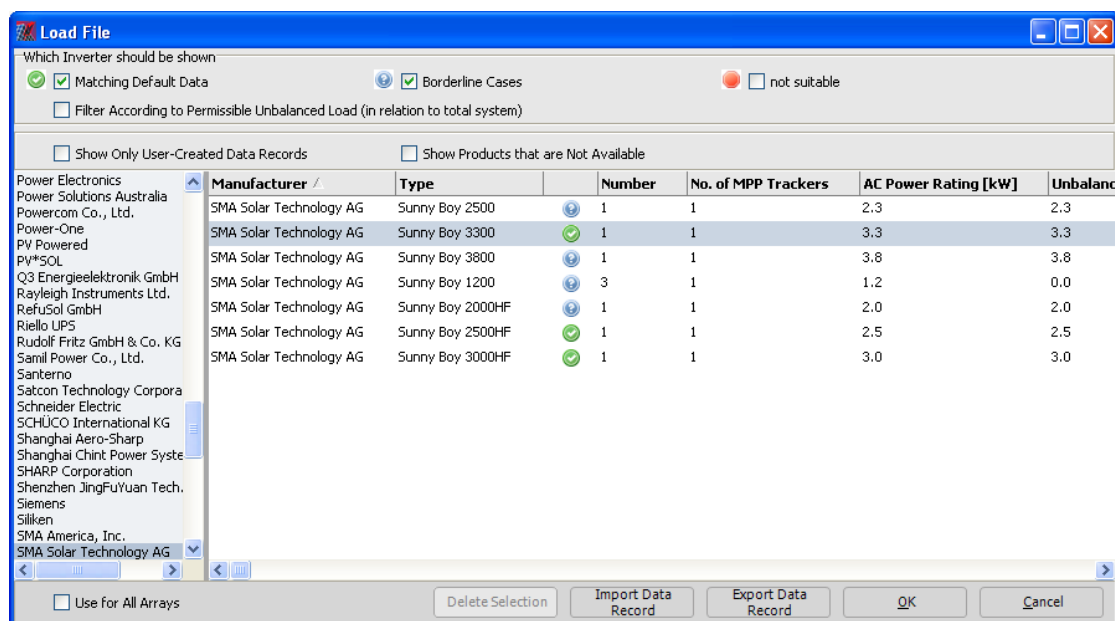 Load File
Which Inverter should be shown
Matching Default Data Borderline Cases not suitable
Filter According to Permissible Unbalanced Load (in relation to total system)
Show Only User-Created Data Records Show Products that are Not Available
Power Electronics
Power Solutions Australia
Powercom Co., Ltd.
Power-One
PV Powered
PV*SOL
Q3 Energieelektronik GmbH
Rayleigh Instruments Ltd.
RefuSol GmbH
Riello UPS
Rudolf Fritz GmbH & Co. KG
Samil Power Co., Ltd.
Santerno
Satcon Technology Corpora
Schneider Electric
SCHÜCO International KG
Shanghai Aero-Sharp
Shanghai Chint Power Syste
SHARP Corporation
Shenzhen JingFuYuan Tech.
Siemens
Siliken
SMA America, Inc.
SMA Solar Technology AG
Manufacturer Type Number No. of MPP Trackers AC Power Rating [kW] Unbalanc
SMA Solar Technology AG Sunny Boy 2500 1 1 2.3 2.3
SMA Solar Technology AG Sunny Boy 3300 1 1 3.3 3.3
SMA Solar Technology AG Sunny Boy 3800 1 1 3.8 3.8
SMA Solar Technology AG Sunny Boy 1200 3 1 1.2 0.0
SMA Solar Technology AG Sunny Boy 2000HF 1 1 2.0 2.0
SMA Solar Technology AG Sunny Boy 2500HF 1 1 2.5 2.5
SMA Solar Technology AG Sunny Boy 3000HF 1 1 3.0 3.0
Use for All Arrays Delete Selection Import Data Record Export Data Record OK Cancel